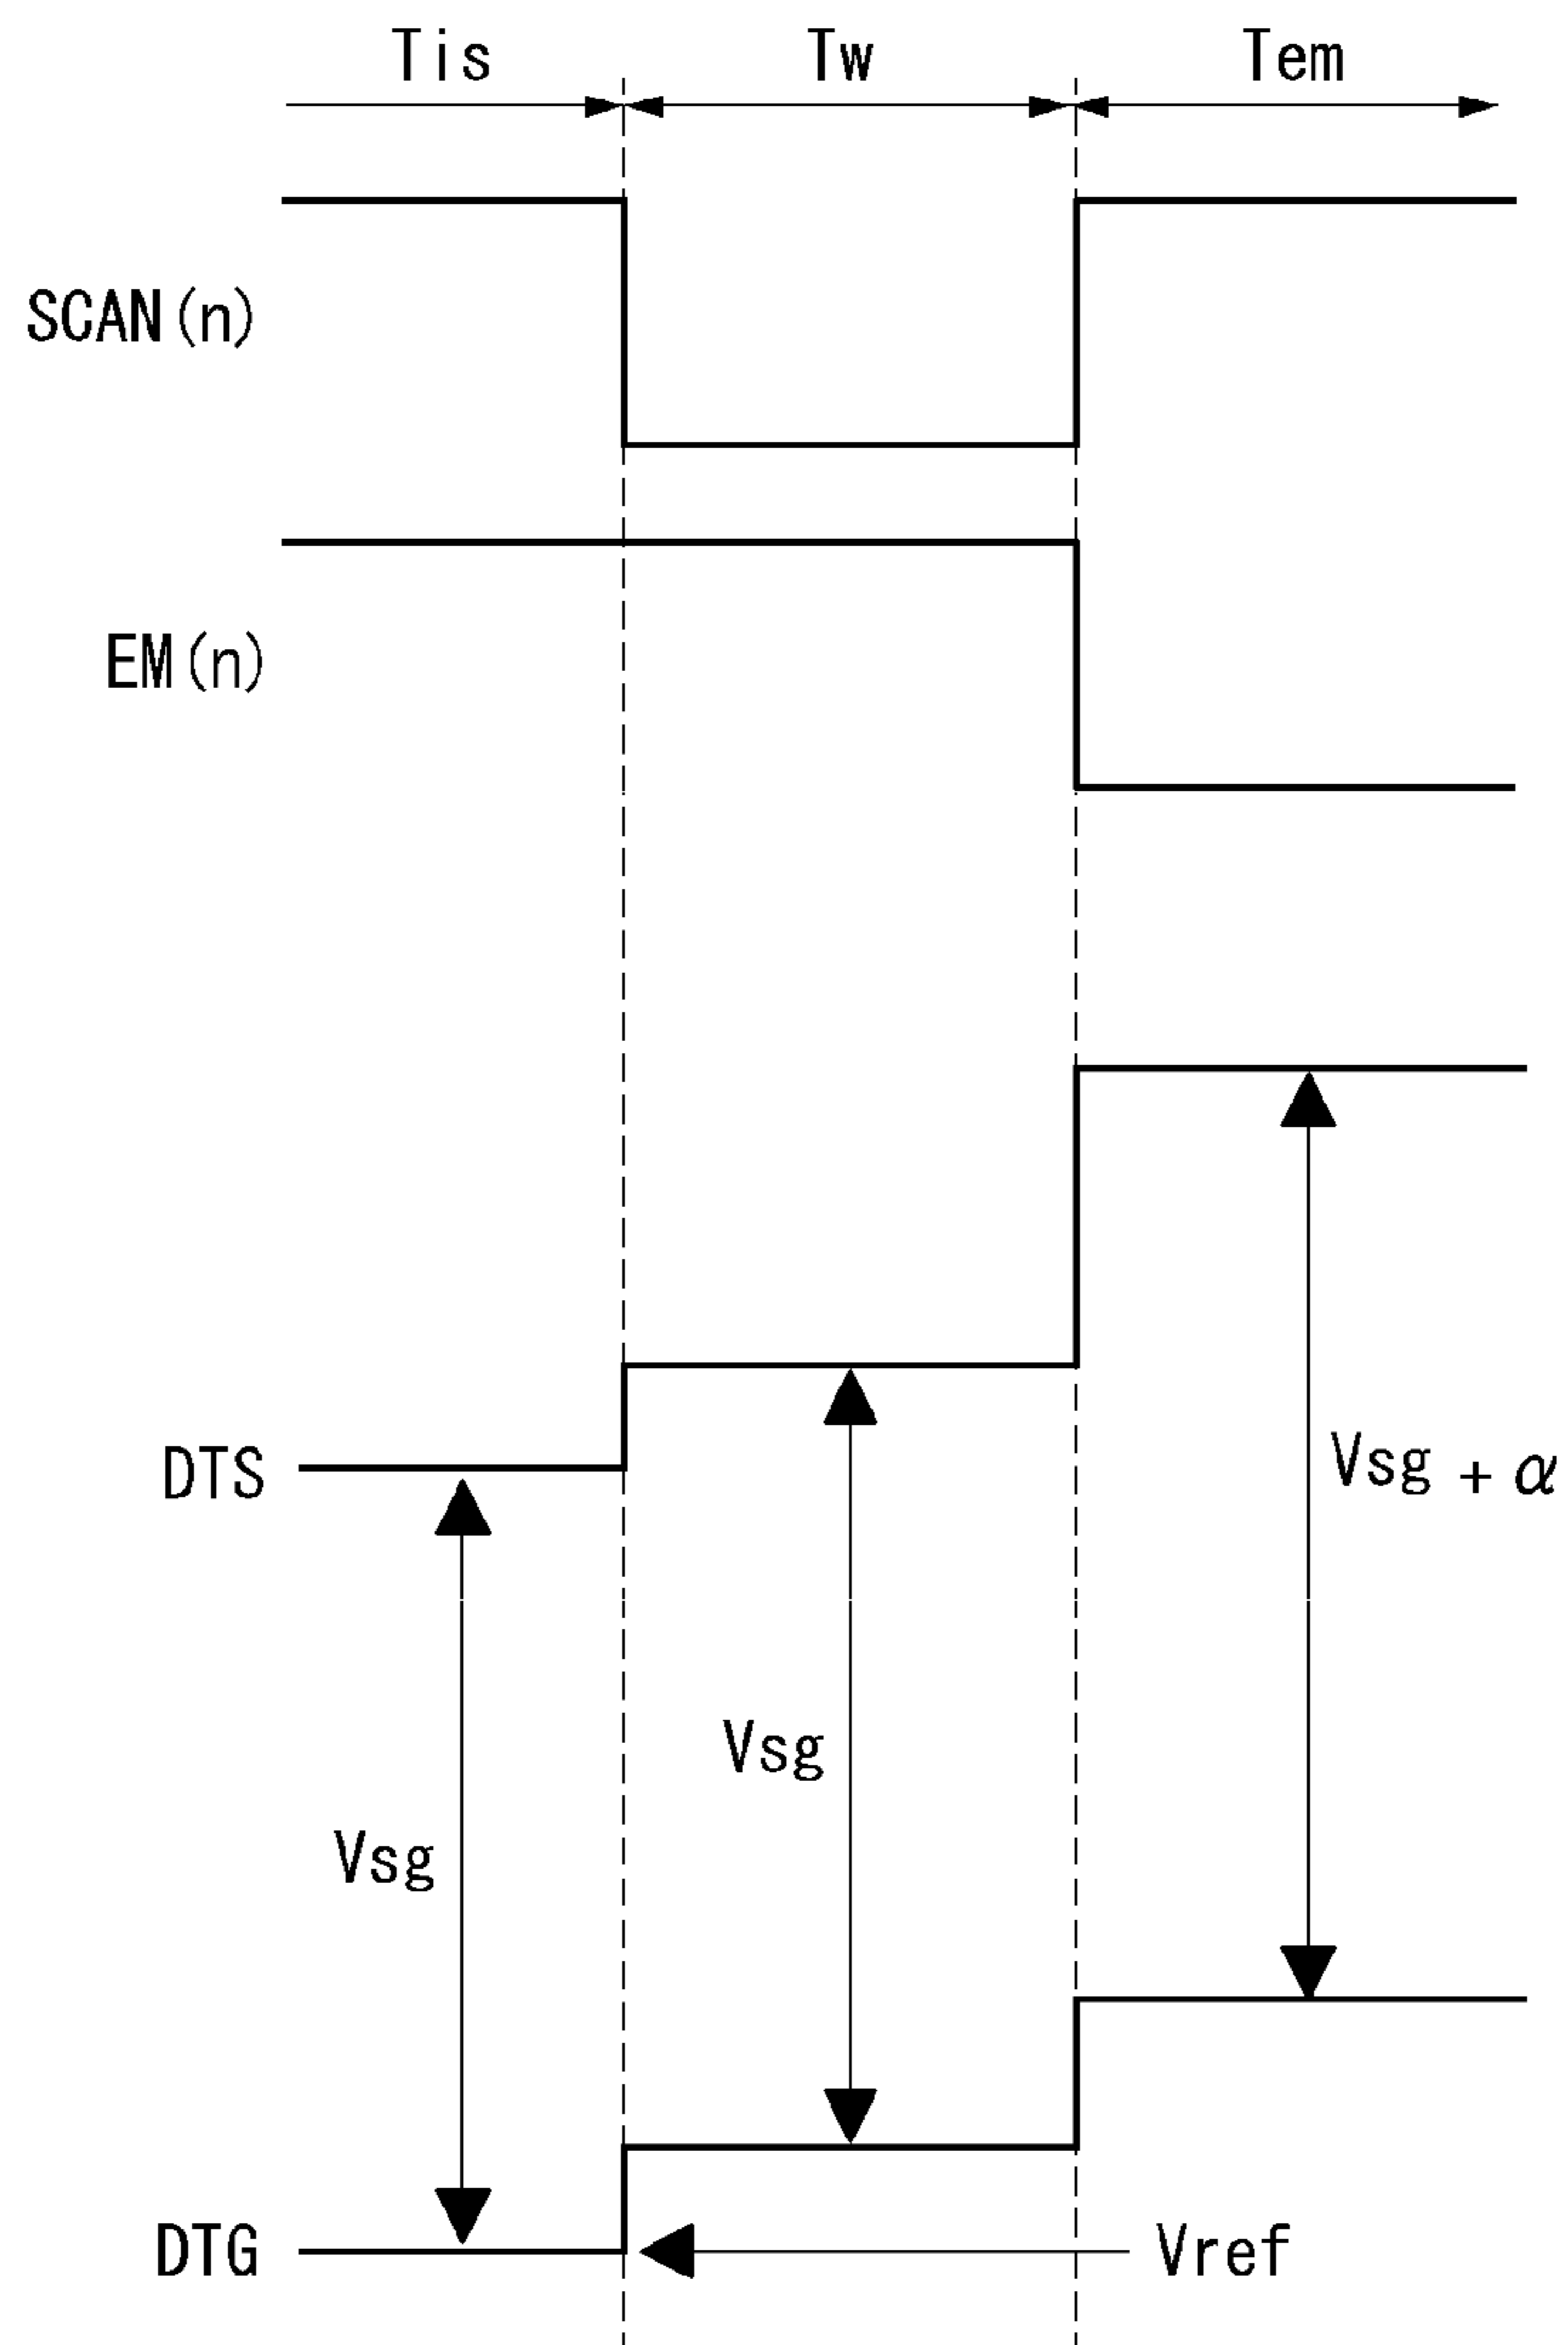 Tis Tw Tem
SCAN(n)
EM(n)
DTS
Vsg + α
Vsg
Vsg
DTG
Vref